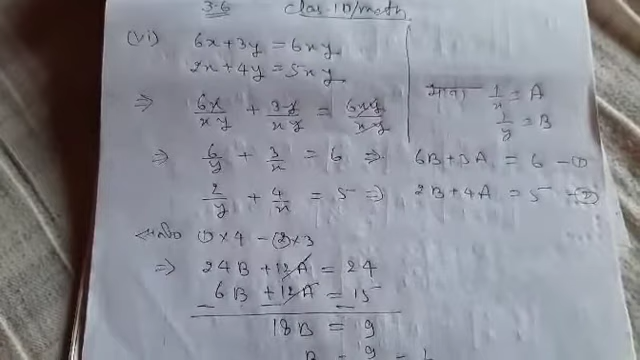 3.6 Class-10/math
(vi) 6x+3y=6xy
2x+4y=5xy
माना 1/x = A
1/y = B
⇒ 6x/xy + 3y/xy = 6xy/xy
⇒ 6/y + 3/x = 6 ⇒ 6B+3A = 6 -①
2/y + 4/x = 5 ⇒ 2B+4A = 5 -②
①×4 - ②×3
⇒ 24B +12A = 24
6B +12A = 15
- - -
18B = 9
B = 9